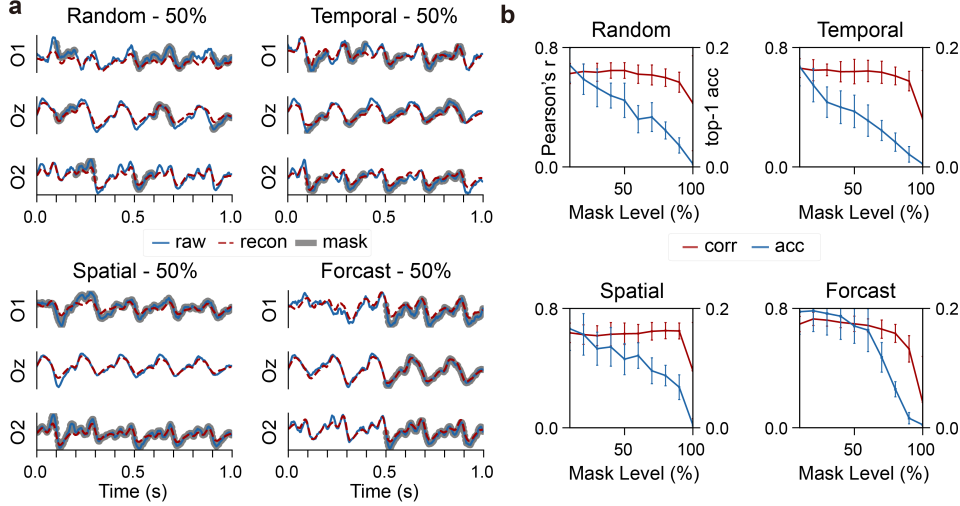 a
Random - 50%
Temporal - 50%
O1
Oz
O2
0.0 0.5 1.0
0.0 0.5 1.0
raw recon mask
Spatial - 50%
Forcast - 50%
O1
O1
Oz
Oz
O2
O2
0.0 0.5 1.0
0.0 0.5 1.0
Time (s)
Time (s)
b
Random
Temporal
0.8 0.2
0.8 0.2
Pearson's r
top-1 acc
0.0 0.0
0.0 0.0
50 100
50 100
Mask Level (%)
Mask Level (%)
corr acc
Spatial
Forcast
0.8 0.2
0.8 0.2
0.0 0.0
0.0 0.0
50 100
50 100
Mask Level (%)
Mask Level (%)